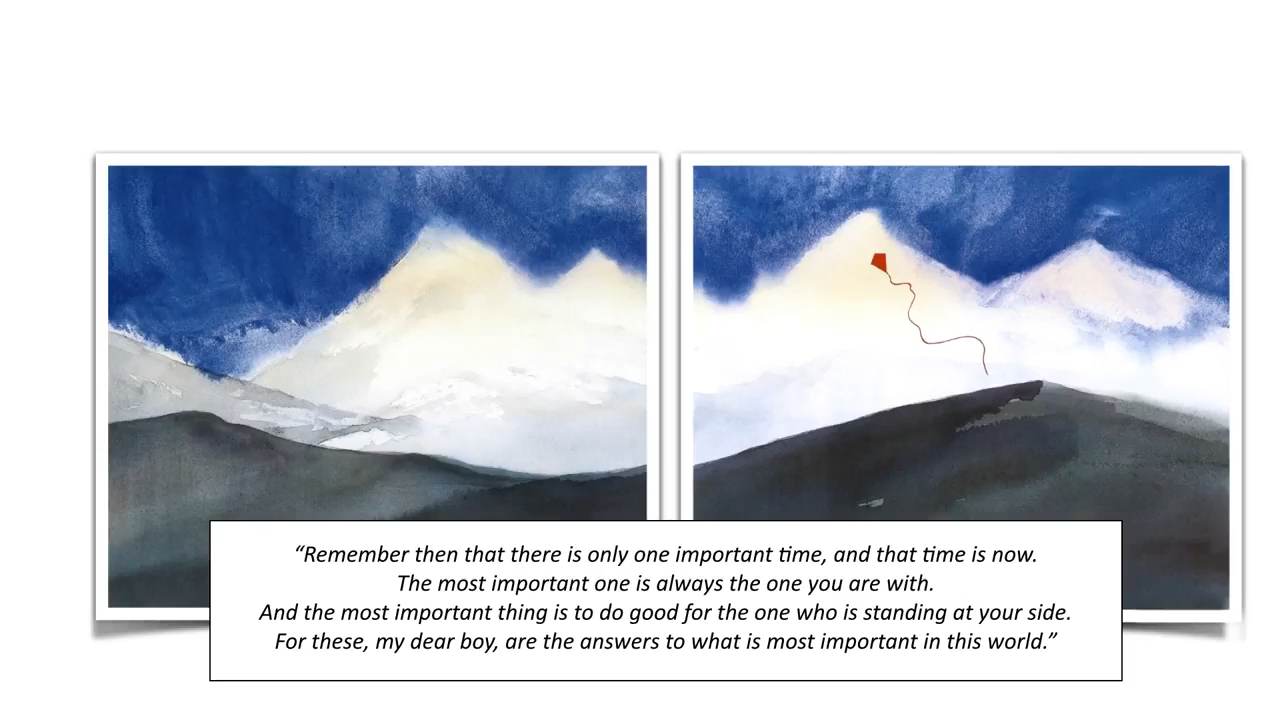 “Remember then that there is only one important time, and that time is now.
The most important one is always the one you are with.
And the most important thing is to do good for the one who is standing at your side.
For these, my dear boy, are the answers to what is most important in this world.”